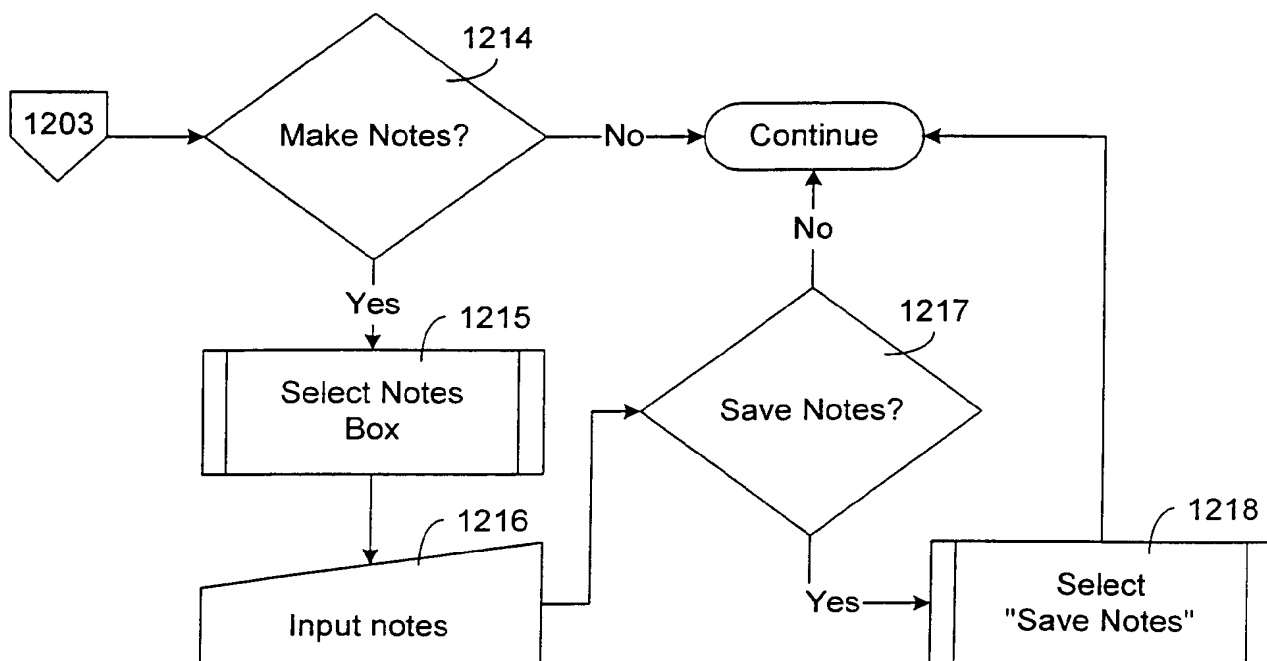 1214
1203
Make Notes?
No
Continue
No
Yes
1215
1217
Select Notes
Box
Save Notes?
1216
1218
Input notes
Yes
Select
"Save Notes"